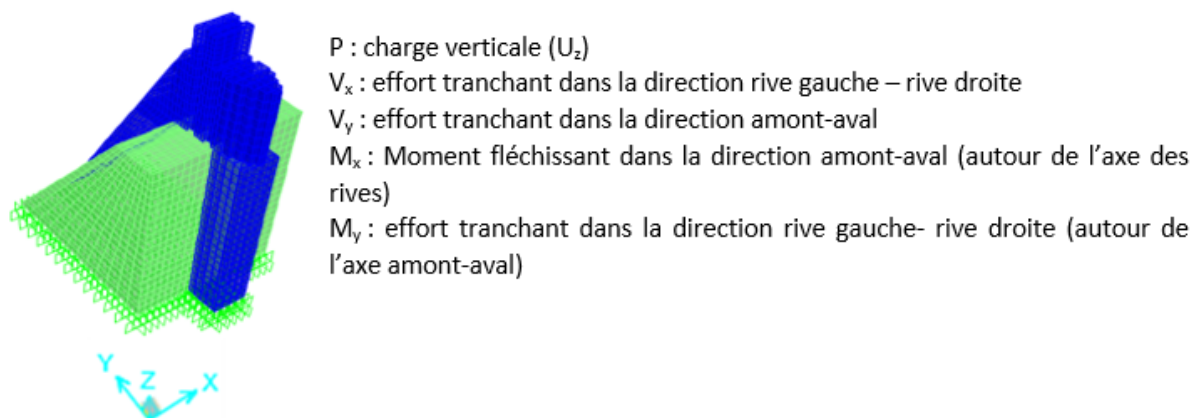 P : charge verticale (Uz)
Vx : effort tranchant dans la direction rive gauche – rive droite
Vy : effort tranchant dans la direction amont-aval
Mx : Moment fléchissant dans la direction amont-aval (autour de l’axe des
rives)
My : effort tranchant dans la direction rive gauche- rive droite (autour de
l’axe amont-aval)
Y Z X